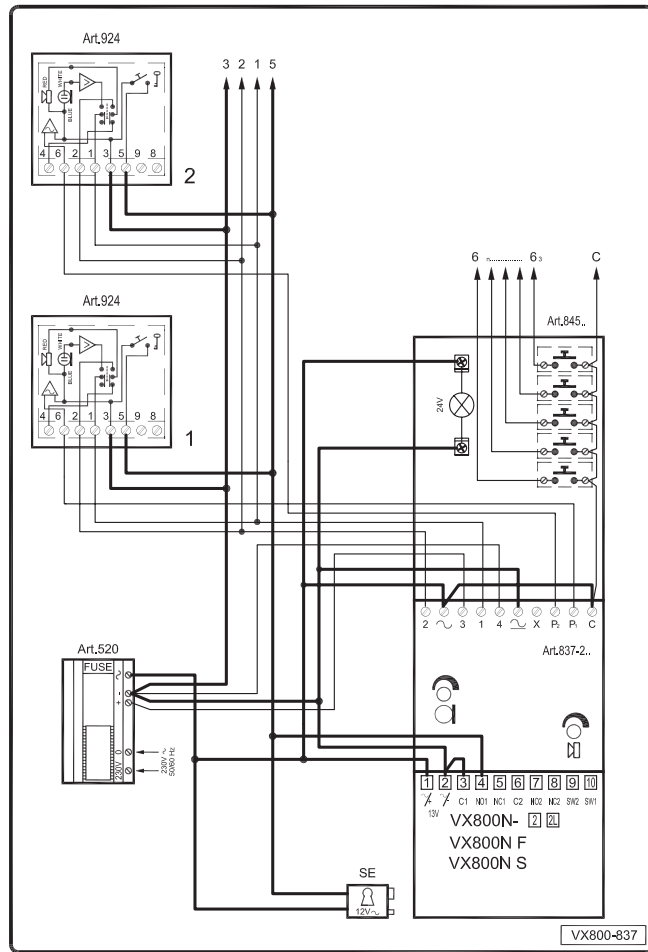 Art.924
3 2 1 5
RED
WHITE
BLUE
4 6 2 1 3 5 9 8
2
6 n.............. 6 3 C
Art.924
Art.845..
RED
WHITE
BLUE
24V
4 6 2 1 3 5 9 8
1
2 3 1 4 X P2 P1 C
Art.520
Art.837-2..
FUSE
~
-
+
0
230V
230V ~
50/60 Hz
1 2 3 4 5 6 7 8 9 10
C1 NO1 NC1 C2 NO2 NC2 SW2 SW1
13V
VX800N- 2 2L
VX800N F
VX800N S
SE
12V~
VX800-837